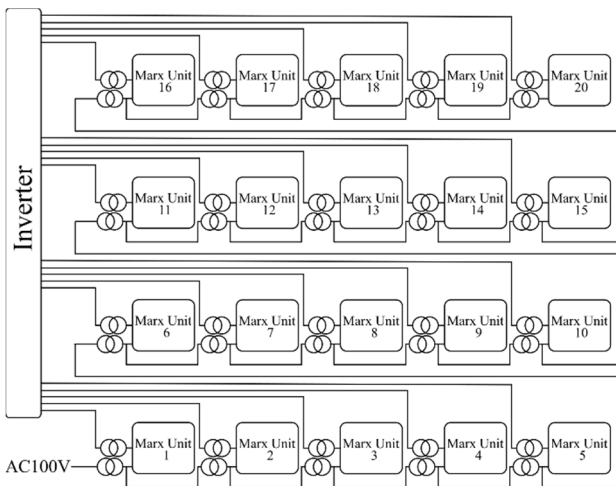 Inverter
Marx Unit
16
Marx Unit
17
Marx Unit
18
Marx Unit
19
Marx Unit
20
Marx Unit
11
Marx Unit
12
Marx Unit
13
Marx Unit
14
Marx Unit
15
Marx Unit
6
Marx Unit
7
Marx Unit
8
Marx Unit
9
Marx Unit
10
Marx Unit
1
Marx Unit
2
Marx Unit
3
Marx Unit
4
Marx Unit
5
AC100V